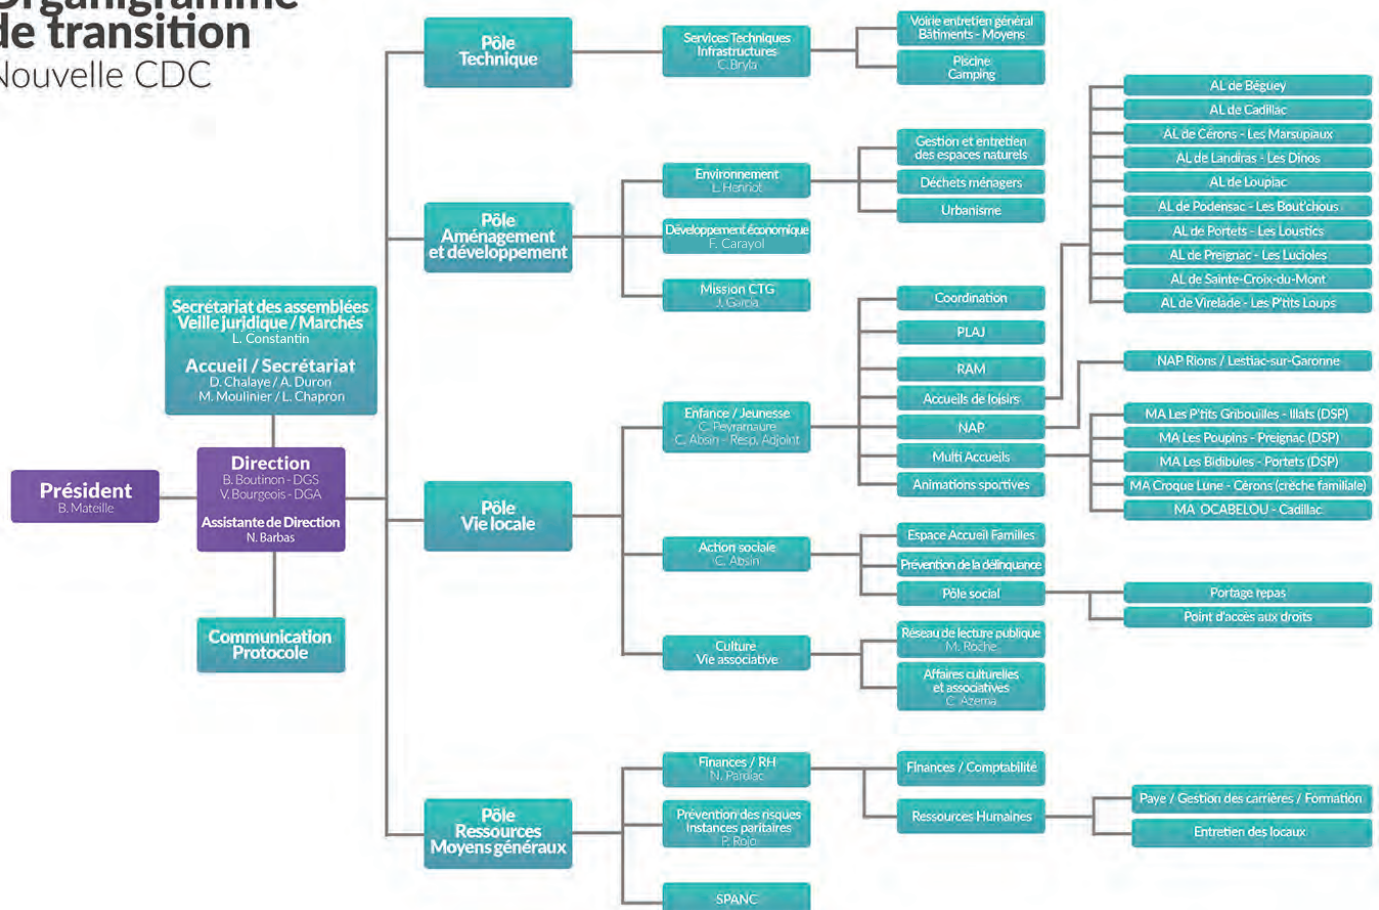 Organigramme
de transition
Nouvelle CDC
Président
B. Mateille
Secrétariat des assemblées
Veille juridique / Marchés
L. Constantin
Accueil / Secrétariat
D. Chalaye / A. Duron
M. Moulinier / L. Chapron
Direction
B. Boutinon - DGS
V. Bourgeois - DGA
Assistante de Direction
N. Barbas
Communication
Protocole
Pôle
Technique
Services Techniques
Infrastructures
C. Bryla
Voirie entretien général
Bâtiments - Moyens
Piscine
Camping
Pôle
Aménagement
et développement
Environnement
L. Henriot
Gestion et entretien
des espaces naturels
Déchets ménagers
Urbanisme
Développement économique
F. Carayol
Mission CTG
J. Garcia
Pôle
Vie locale
Enfance / Jeunesse
C. Peyramaure
C. Absin - Resp. Adjoint
Coordination
PLAJ
RAM
Accueils de loisirs
NAP
Multi Accueils
Animations sportives
AL de Béguey
AL de Cadillac
AL de Cérons - Les Marsupiaux
AL de Landiras - Les Dinos
AL de Loupiac
AL de Podensac - Les Bout'chous
AL de Portets - Les Loustics
AL de Preignac - Les Lucioles
AL de Sainte-Croix-du-Mont
AL de Virelade - Les P'tits Loups
NAP Rions / Lestiac-sur-Garonne
MA Les P'tits Gribouilles - Illats (DSP)
MA Les Poupins - Preignac (DSP)
MA Les Bidibules - Portets (DSP)
MA Croque Lune - Cérons (crèche familiale)
MA OCABELOU - Cadillac
Action sociale
C. Absin
Espace Accueil Familles
Prévention de la délinquance
Pôle social
Portage repas
Point d'accès aux droits
Culture
Vie associative
Réseau de lecture publique
M. Roche
Affaires culturelles
et associatives
C. Azema
Pôle
Ressources
Moyens généraux
Finances / RH
N. Pardiac
Finances / Comptabilité
Ressources Humaines
Paye / Gestion des carrières / Formation
Entretien des locaux
Prévention des risques
Instances paritaires
P. Rojo
SPANC